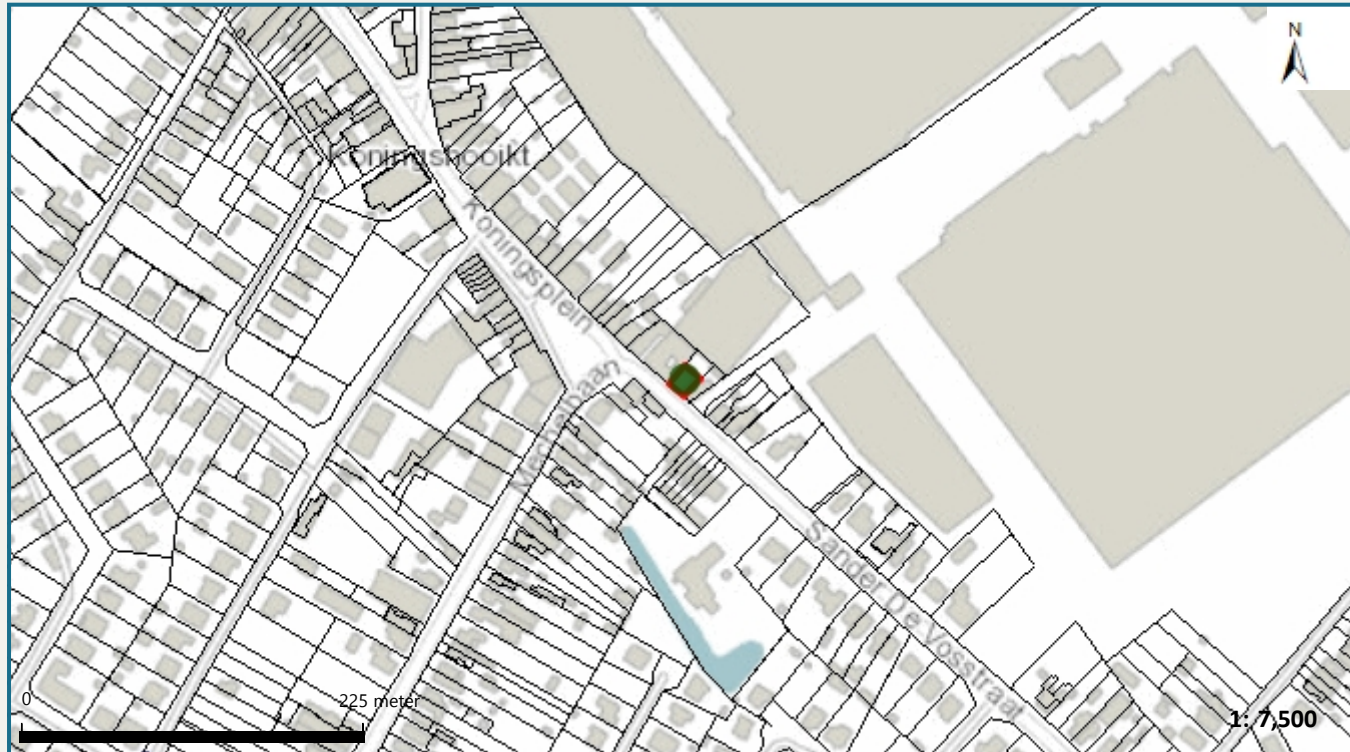 N
Koningshooikt
Koningsplein
Mechelbaan
Sander De Vosstraat
0
225 meter
1: 7,500